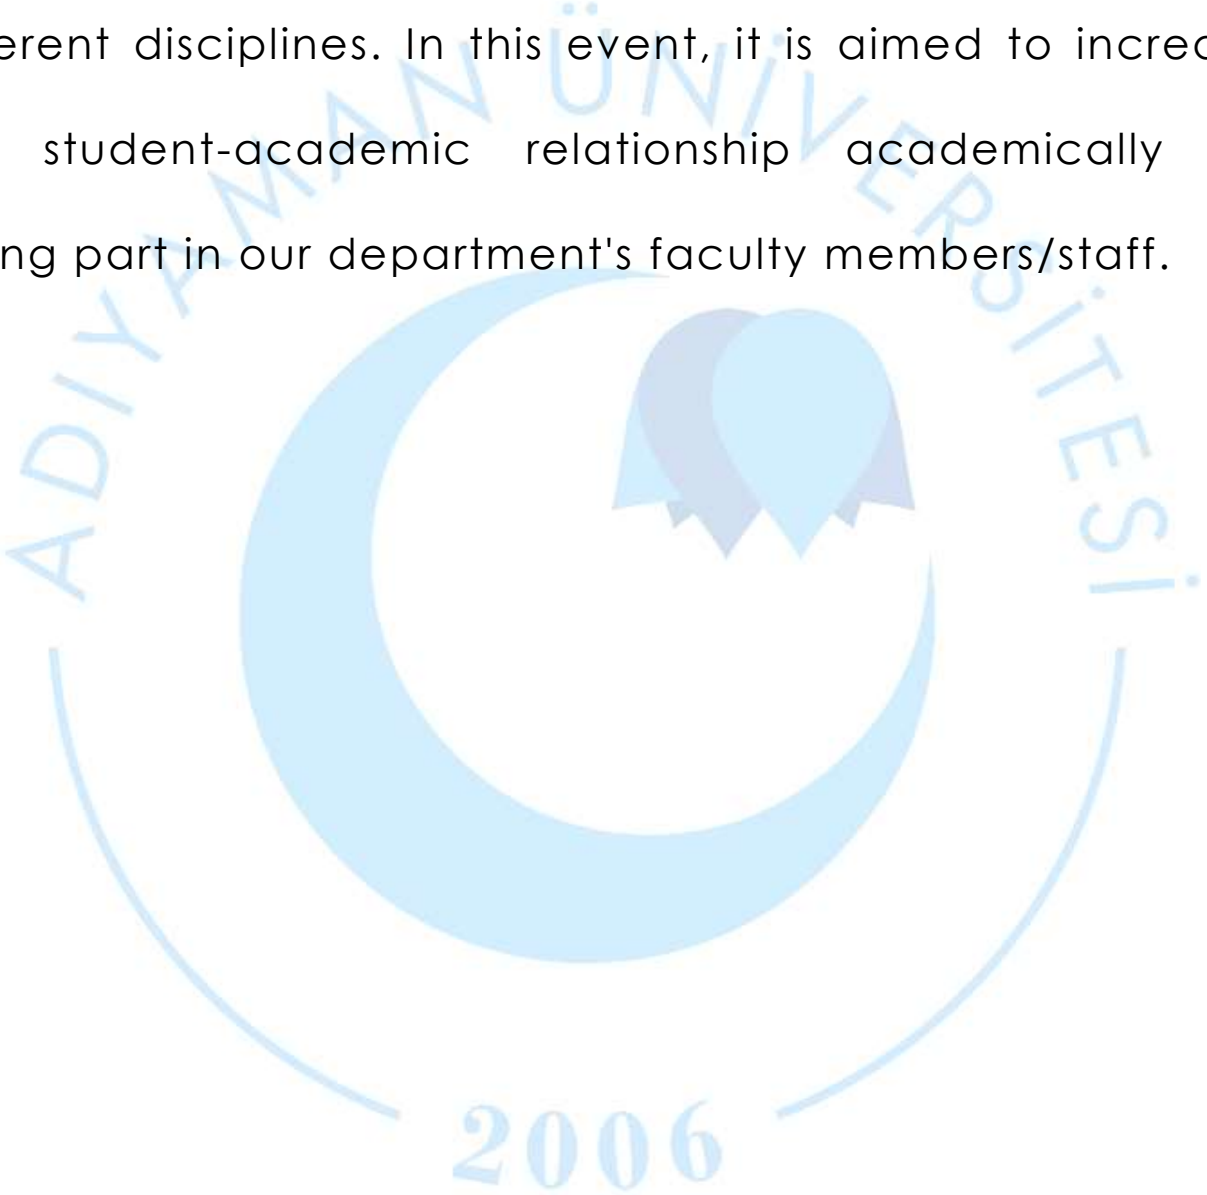 erent disciplines. In this event, it is aimed to increa
student-academic relationship academically
ng part in our department's faculty members/staff.
ADIYAMAN ÜNİVERSİTESİ
2006